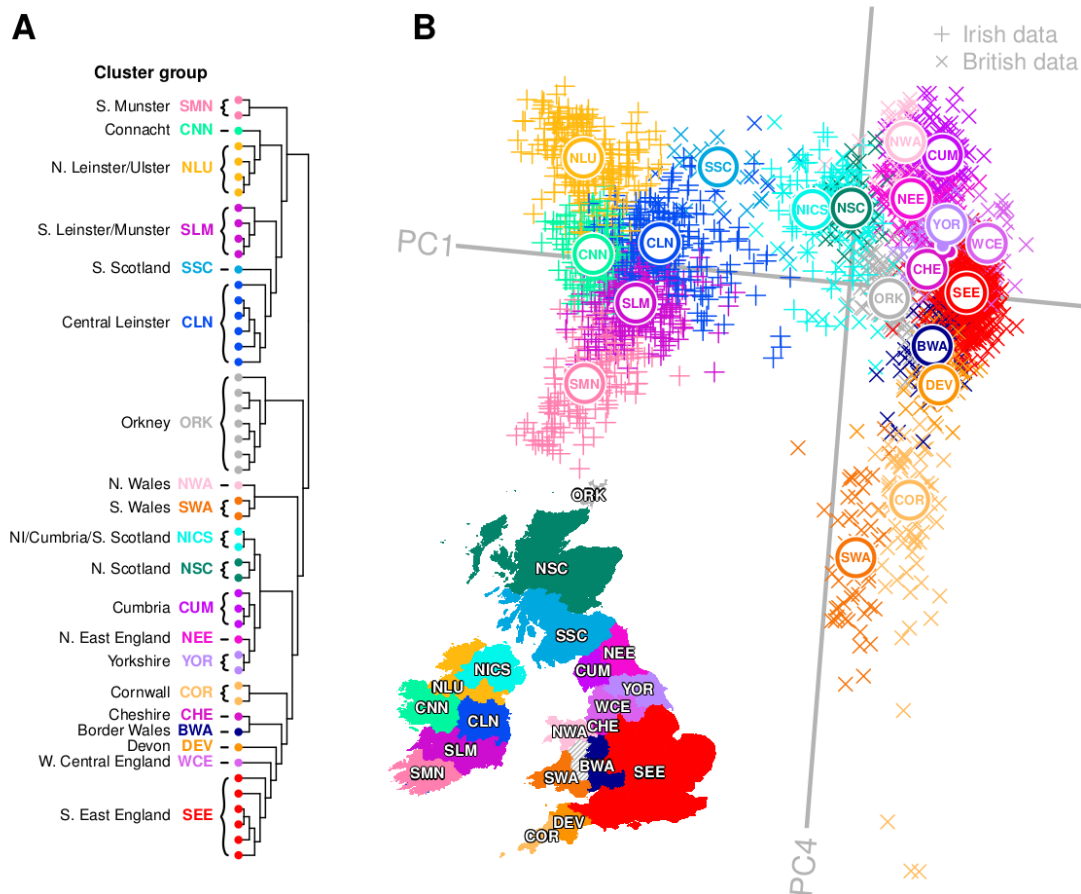 A
Cluster group
S. Munster SMN
Connacht CNN
N. Leinster/Ulster NLU
S. Leinster/Munster SLM
S. Scotland SSC
Central Leinster CLN
Orkney ORK
N. Wales NWA
S. Wales SWA
NI/Cumbria/S. Scotland NICS
N. Scotland NSC
Cumbria CUM
N. East England NEE
Yorkshire YOR
Cornwall COR
Cheshire CHE
Border Wales BWA
Devon DEV
W. Central England WCE
S. East England SEE
B
+ Irish data
× British data
PC1
PC4
NLU
SSC
NWA
CUM
NEE
NICS
NSC
YOR
WCE
CNN
CLN
CHE
SLM
ORK
SEE
BWA
SMN
DEV
COR
SWA
ORK
NSC
SSC
NEE
CUM
NICS
NLU
YOR
CNN
WCE
CLN
CHE
NWA
SLM
BWA
SMN
SWA
SEE
DEV
COR